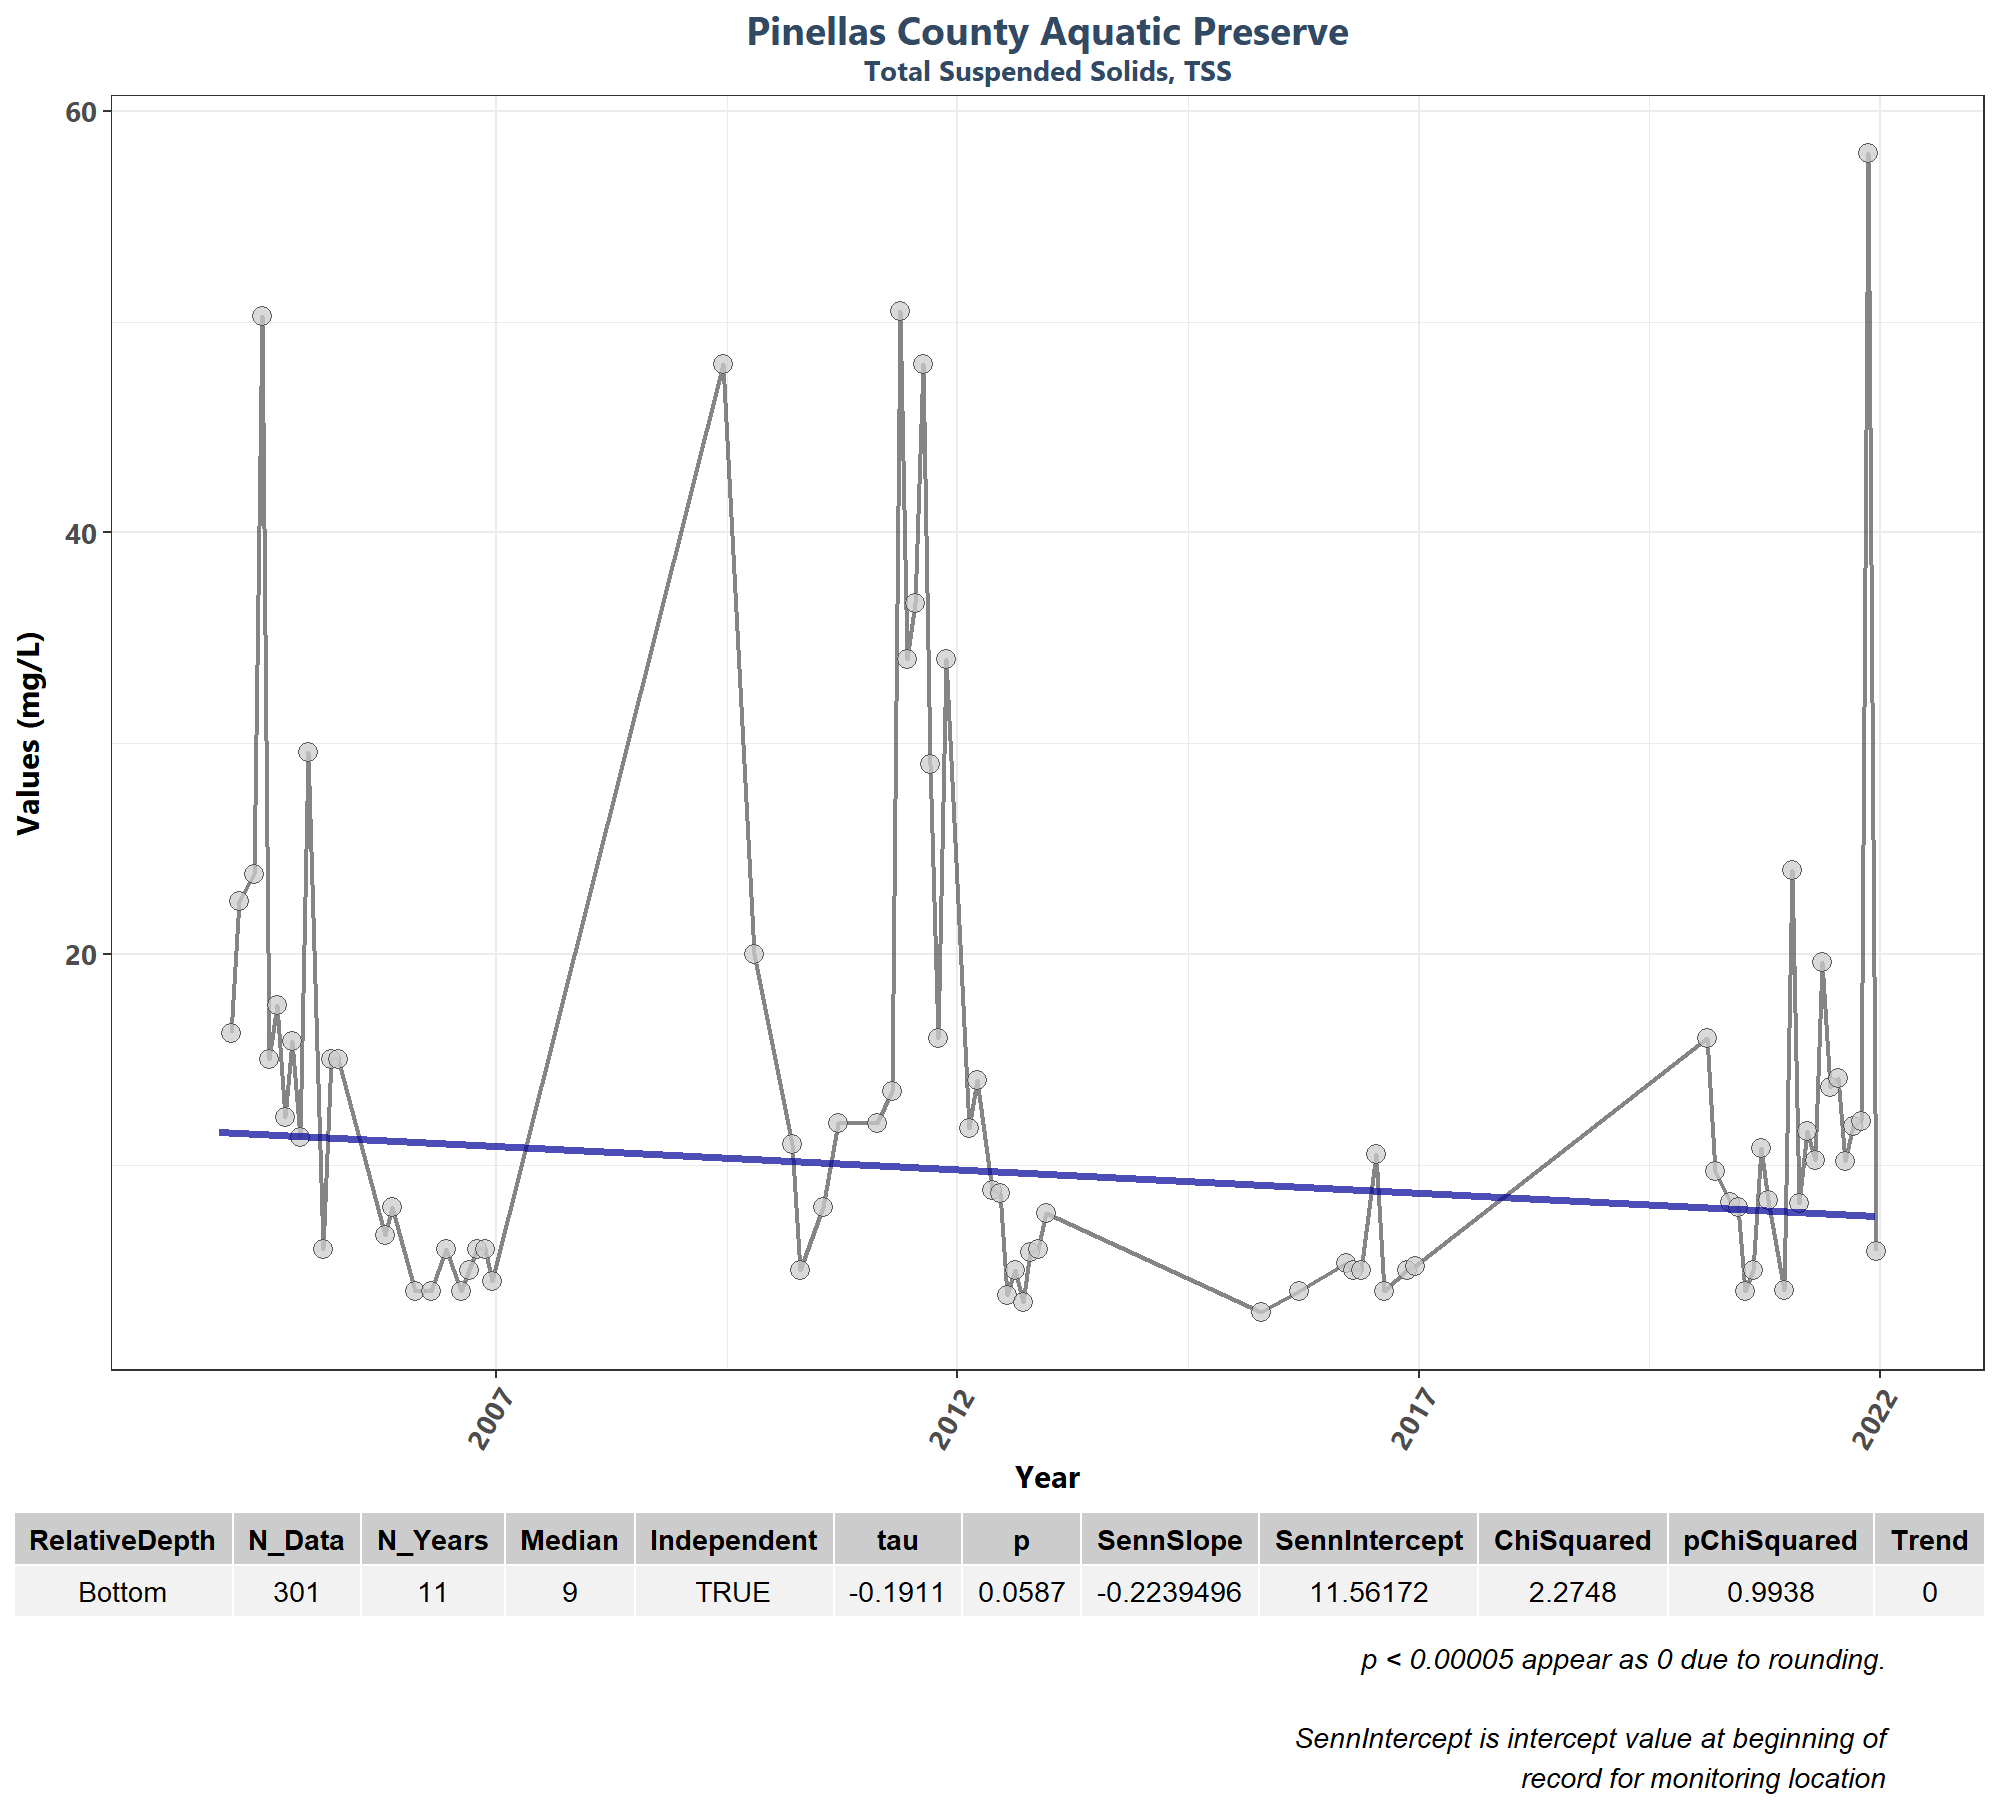 Pinellas County Aquatic Preserve
Total Suspended Solids, TSS
60
40
20
Values (mg/L)
2007
2012
2017
2022
Year
RelativeDepth N_Data N_Years Median Independent tau p SennSlope SennIntercept ChiSquared pChiSquared Trend
Bottom 301 11 9 TRUE -0.1911 0.0587 -0.2239496 11.56172 2.2748 0.9938 0
p < 0.00005 appear as 0 due to rounding.
SennIntercept is intercept value at beginning of
record for monitoring location